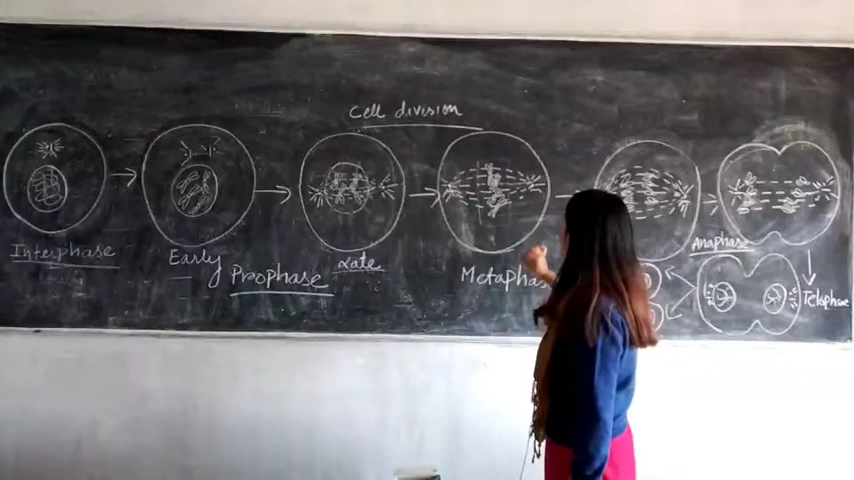 Cell division
Interphase
Early
Prophase
Late
Metaphase
Anaphase
Telophase